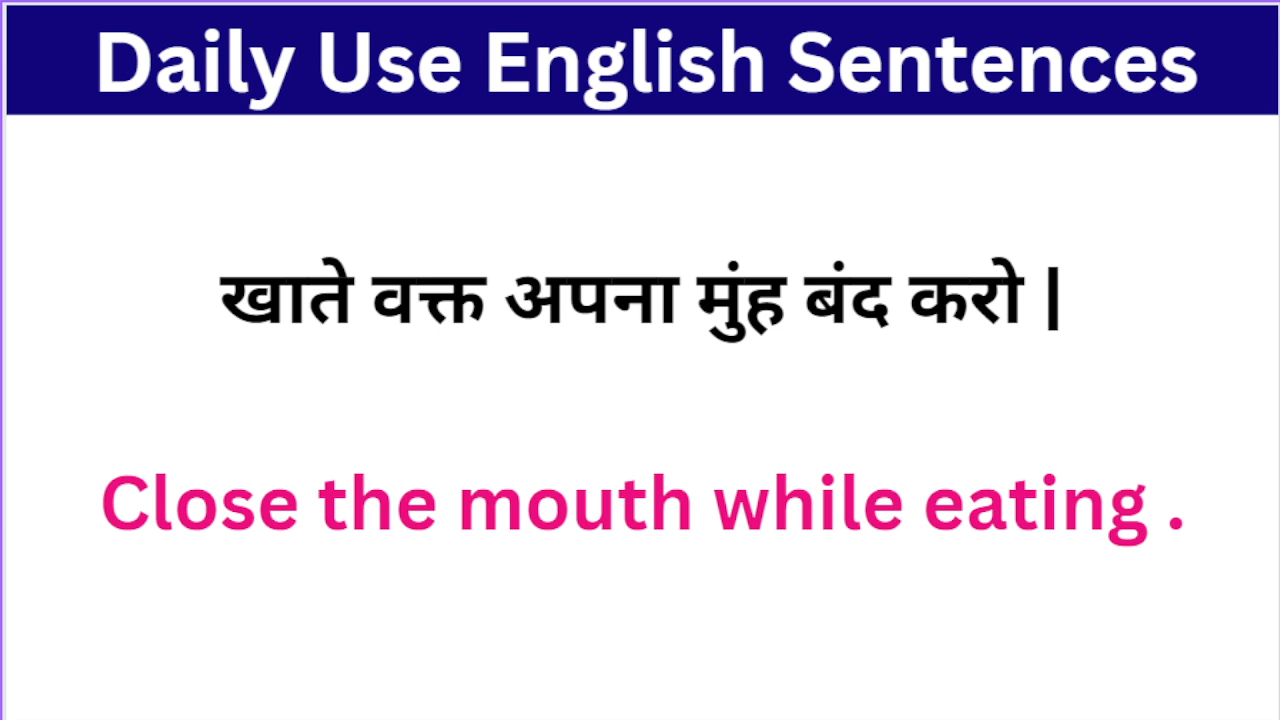 Daily Use English Sentences
खाते वक्त अपना मुंह बंद करो |
Close the mouth while eating .